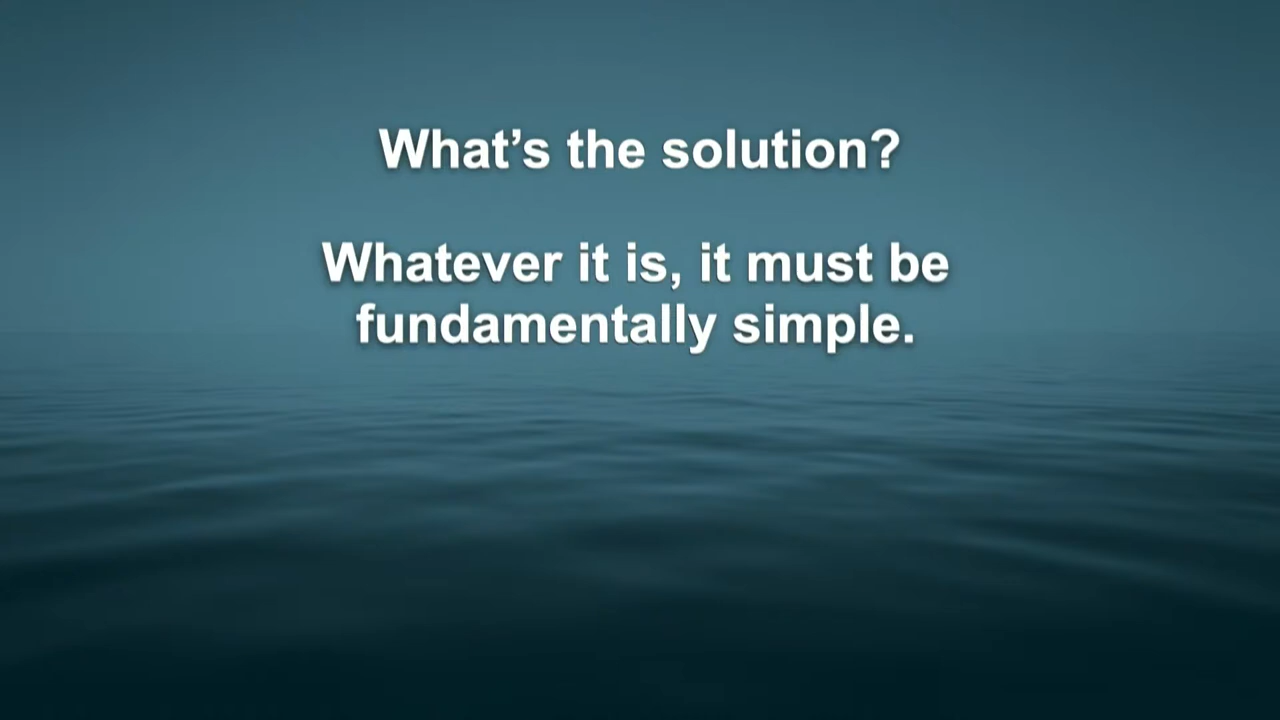 What’s the solution?
Whatever it is, it must be
fundamentally simple.